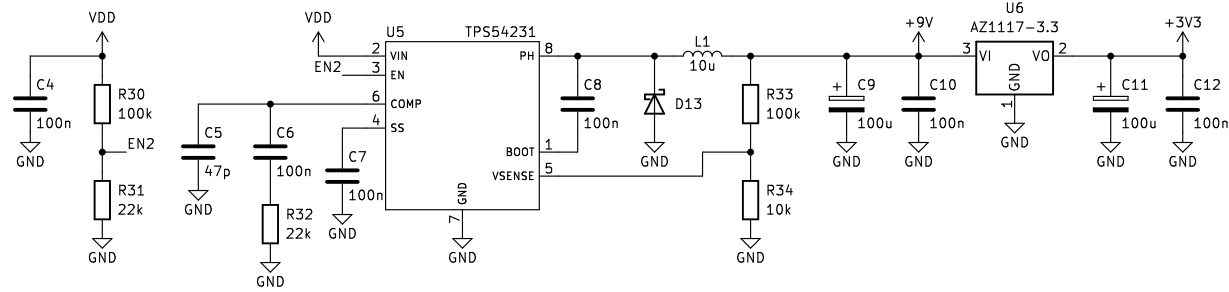 VDD
C4
100n
GND
R30
100k
EN2
R31
22k
GND
C5
47p
GND
C6
100n
R32
22k
GND
VDD
EN2
C7
100n
GND
U5
TPS54231
2
VIN
3
EN
6
COMP
4
SS
GND
7
GND
PH
8
BOOT
1
VSENSE
5
C8
100n
D13
GND
L1
10u
R33
100k
R34
10k
GND
+
C9
100u
GND
+9V
C10
100n
GND
U6
AZ1117-3.3
3
VI
VO
2
GND
1
GND
+
C11
100u
GND
+3V3
C12
100n
GND